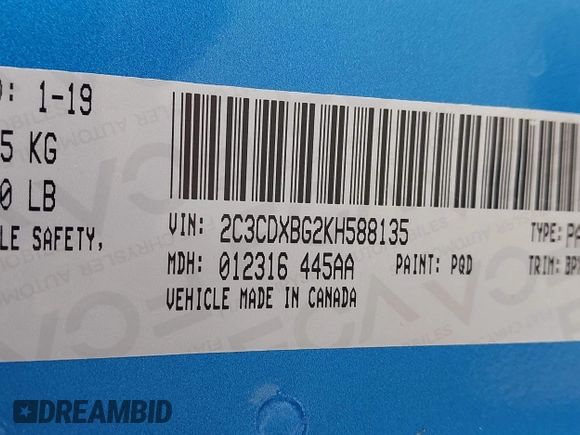 D: 1-19
5 KG
0 LB
LE SAFETY,
VIN: 2C3CDXBG2KH588135
TYPE:
MDH: 012316 445AA PAINT: PQD TRIM:
VEHICLE MADE IN CANADA
FCA
DREAMBID